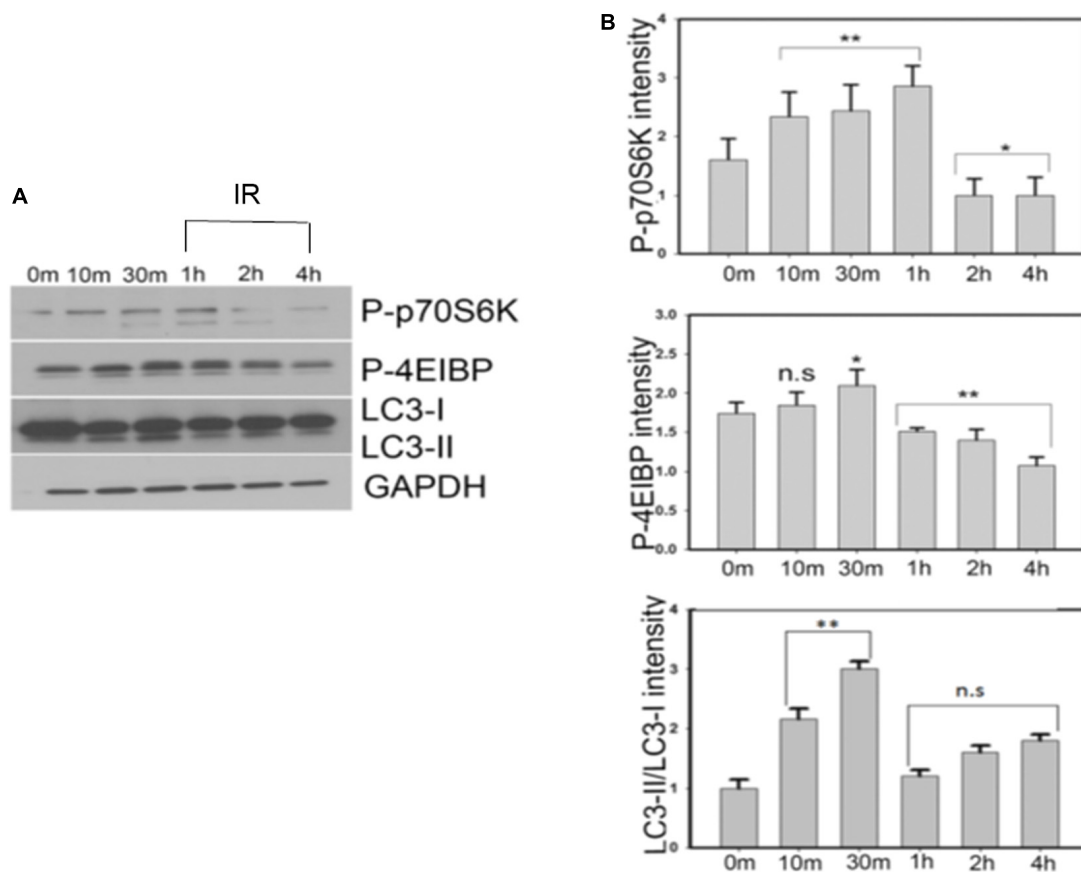 A
IR
0m 10m 30m 1h 2h 4h
P-p70S6K
P-4EIBP
LC3-I
LC3-II
GAPDH
B
P-p70S6K intensity
4
3
2
1
0
**
*
0m 10m 30m 1h 2h 4h
P-4EIBP intensity
3.0
2.5
2.0
1.5
1.0
0.5
0.0
n.s
*
**
0m 10m 30m 1h 2h 4h
LC3-II/LC3-I intensity
4
3
2
1
0
**
n.s
0m 10m 30m 1h 2h 4h